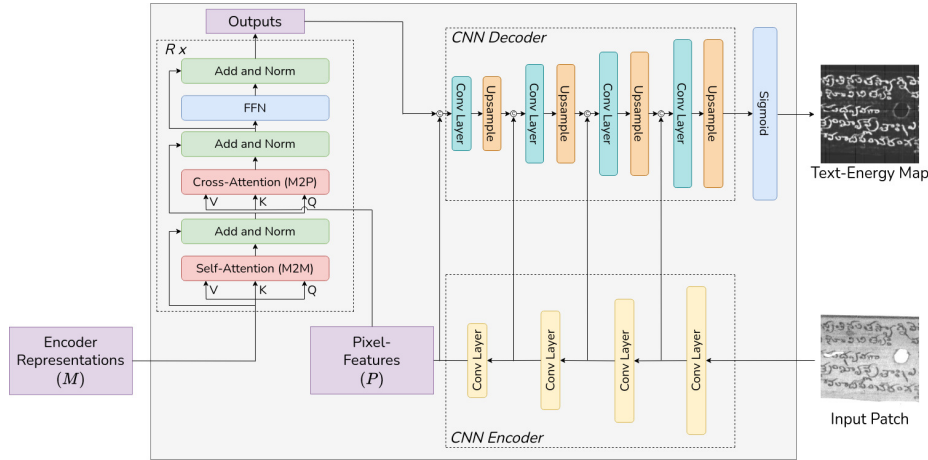 Outputs
R x
Add and Norm
FFN
Add and Norm
Cross-Attention (M2P)
V K Q
Add and Norm
Self-Attention (M2M)
V K Q
Encoder
Representations
(M)
Pixel-
Features
(P)
CNN Decoder
© Conv Layer
Upsample
© Conv Layer
Upsample
© Conv Layer
Upsample
© Conv Layer
Upsample
Sigmoid
Text-Energy Map
Conv Layer
Conv Layer
Conv Layer
Conv Layer
CNN Encoder
Input Patch